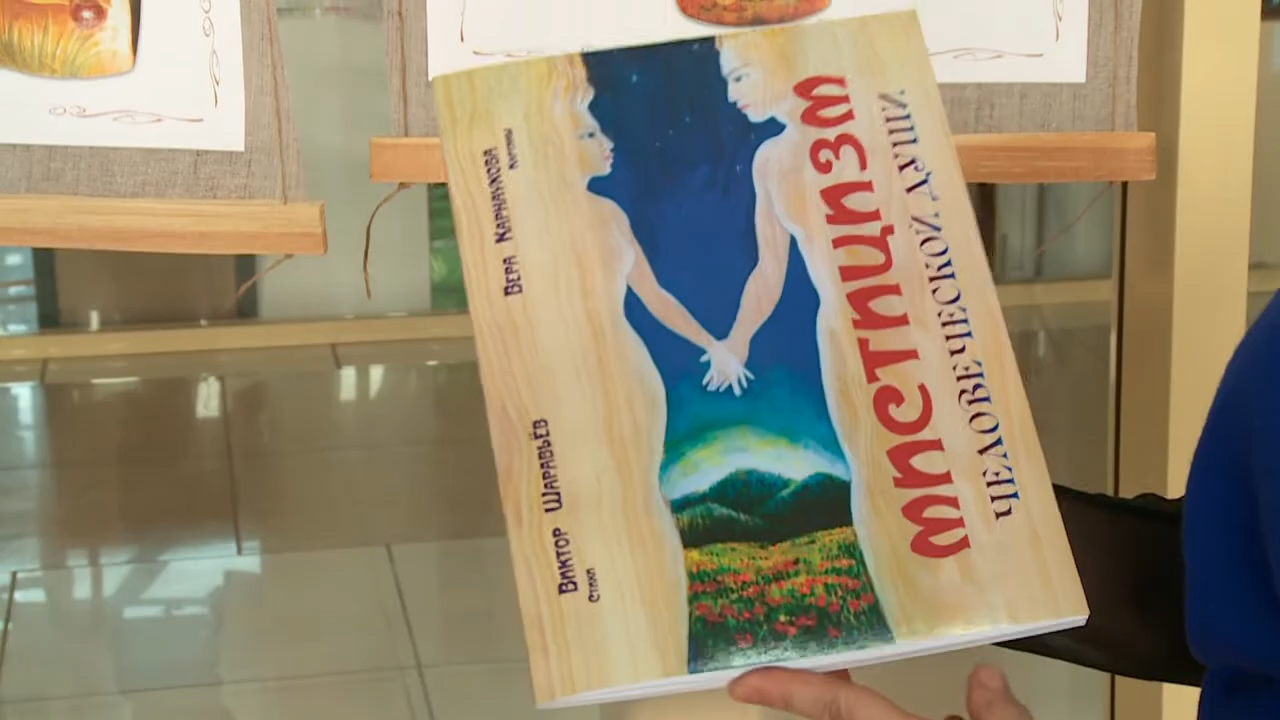 Виктор Шаравьёв
Стихи
Вера Карнаухова
Картины
мистицизм
ЧЕЛОВЕЧЕСКОЙ ДУШИ